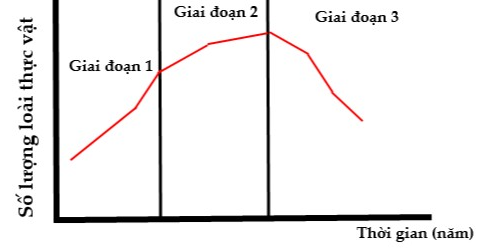 Giai đoạn 1
Giai đoạn 2
Giai đoạn 3
Số lượng loài thực vật
Thời gian (năm)